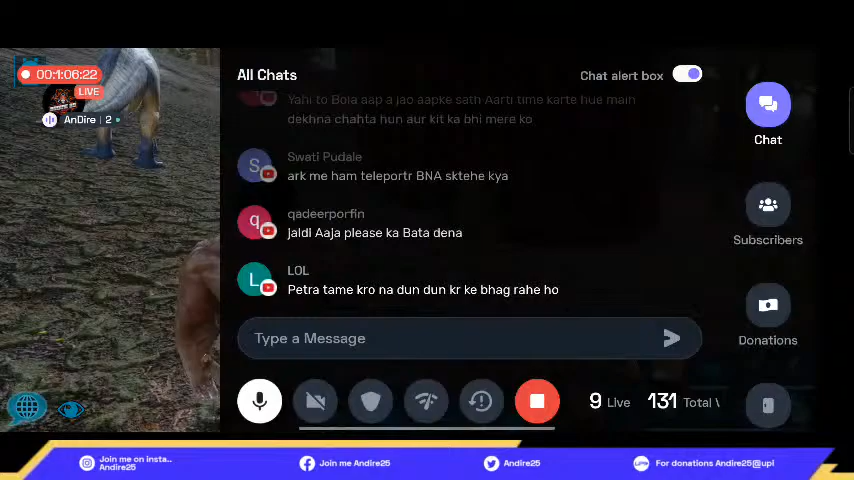 00:1:06:22
LIVE
AnDire | 2
All Chats
Chat alert box
Yahi to Bola aap a jao aapke sath Aarti time karte hue main
dekhna chahta hun aur kit ka bhi mere ko
Swati Pudale
ark me ham teleportr BNA sktehe kya
qadeerporfin
Jaldi Aaja please ka Bata dena
LOL
Petra tame kro na dun dun kr ke bhag rahe ho
Type a Message
Chat
Subscribers
Donations
9 Live 131 Total \
Join me on insta..
Andire25
Join me Andire25
Andire25
For donations Andire25@upl